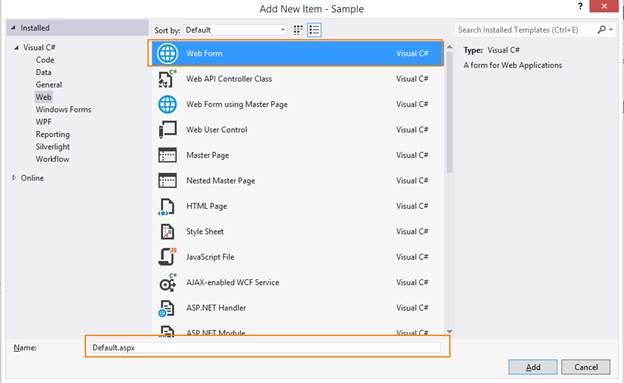 Add New Item - Sample
Installed
Sort by: Default
Search Installed Templates (Ctrl+E)
Visual C#
Code
Data
General
Web
Windows Forms
WPF
Reporting
Silverlight
Workflow
Online
Web Form Visual C#
Web API Controller Class Visual C#
Web Form using Master Page Visual C#
Web User Control Visual C#
Master Page Visual C#
Nested Master Page Visual C#
HTML Page Visual C#
Style Sheet Visual C#
JavaScript File Visual C#
AJAX-enabled WCF Service Visual C#
ASP.NET Handler Visual C#
ASP.NET Module Visual C#
Type: Visual C#
A form for Web Applications
Name: Default.aspx
Add Cancel